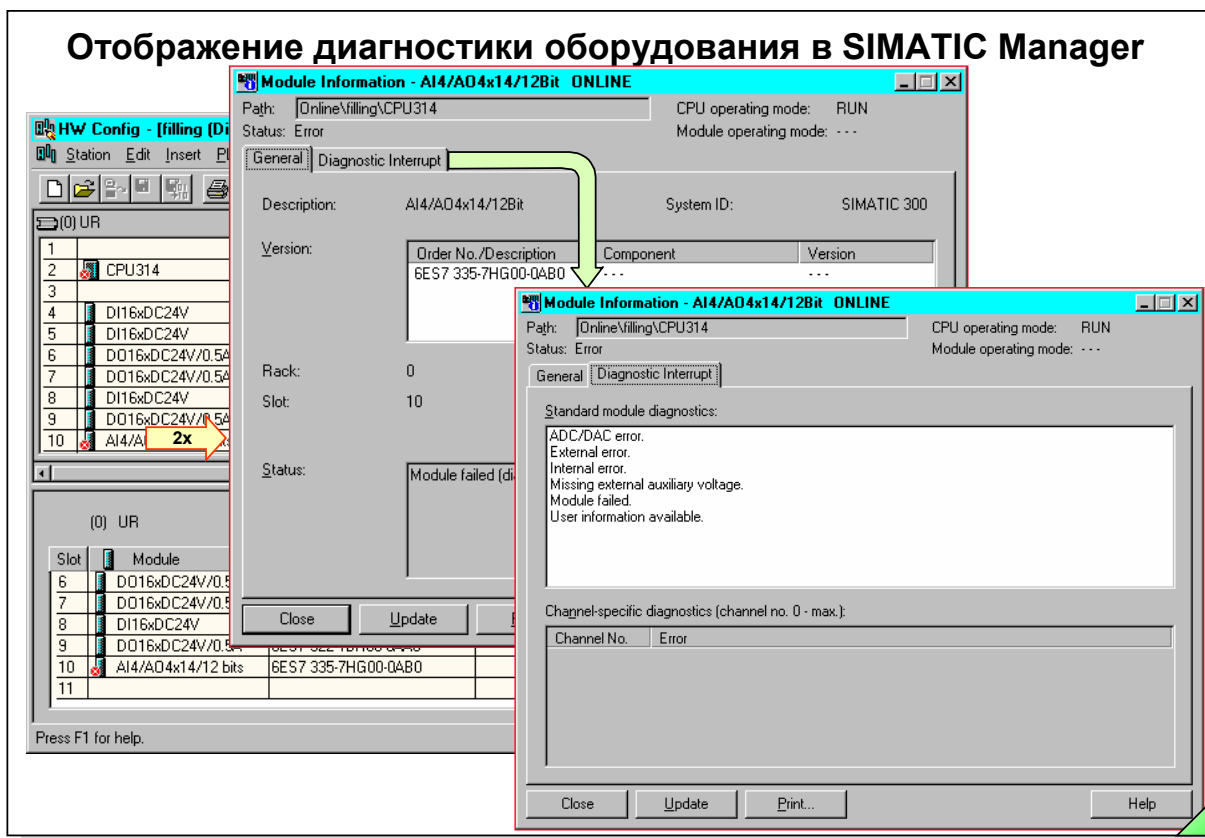 Отображение диагностики оборудования в SIMATIC Manager
HW Config - [filling (Di
Station Edit Insert
(0) UR
1
2 CPU314
3
4 DI16xDC24V
5 DI16xDC24V
6 DO16xDC24V/0.5A
7 DO16xDC24V/0.5A
8 DI16xDC24V
9 DO16xDC24V/0.5A
10 AI4/A
2x
(0) UR
Slot Module
6 DO16xDC24V/0.5
7 DO16xDC24V/0.5
8 DI16xDC24V
9 DO16xDC24V/0.5A
10 AI4/AO4x14/12 bits 6ES7 335-7HG00-0AB0
11
Press F1 for help.
Module Information - AI4/AO4x14/12Bit ONLINE
Path: Online\filling\CPU314 CPU operating mode: RUN
Status: Error Module operating mode: ---
General Diagnostic Interrupt
Description: AI4/AO4x14/12Bit System ID: SIMATIC 300
Version: Order No./Description Component Version
6ES7 335-7HG00-0AB0 --- ---
Rack: 0
Slot: 10
Status: Module failed (di
Close Update
Module Information - AI4/AO4x14/12Bit ONLINE
Path: Online\filling\CPU314 CPU operating mode: RUN
Status: Error Module operating mode: ---
General Diagnostic Interrupt
Standard module diagnostics:
ADC/DAC error.
External error.
Internal error.
Missing external auxiliary voltage.
Module failed.
User information available.
Channel-specific diagnostics (channel no. 0 - max.):
Channel No. Error
Close Update Print... Help